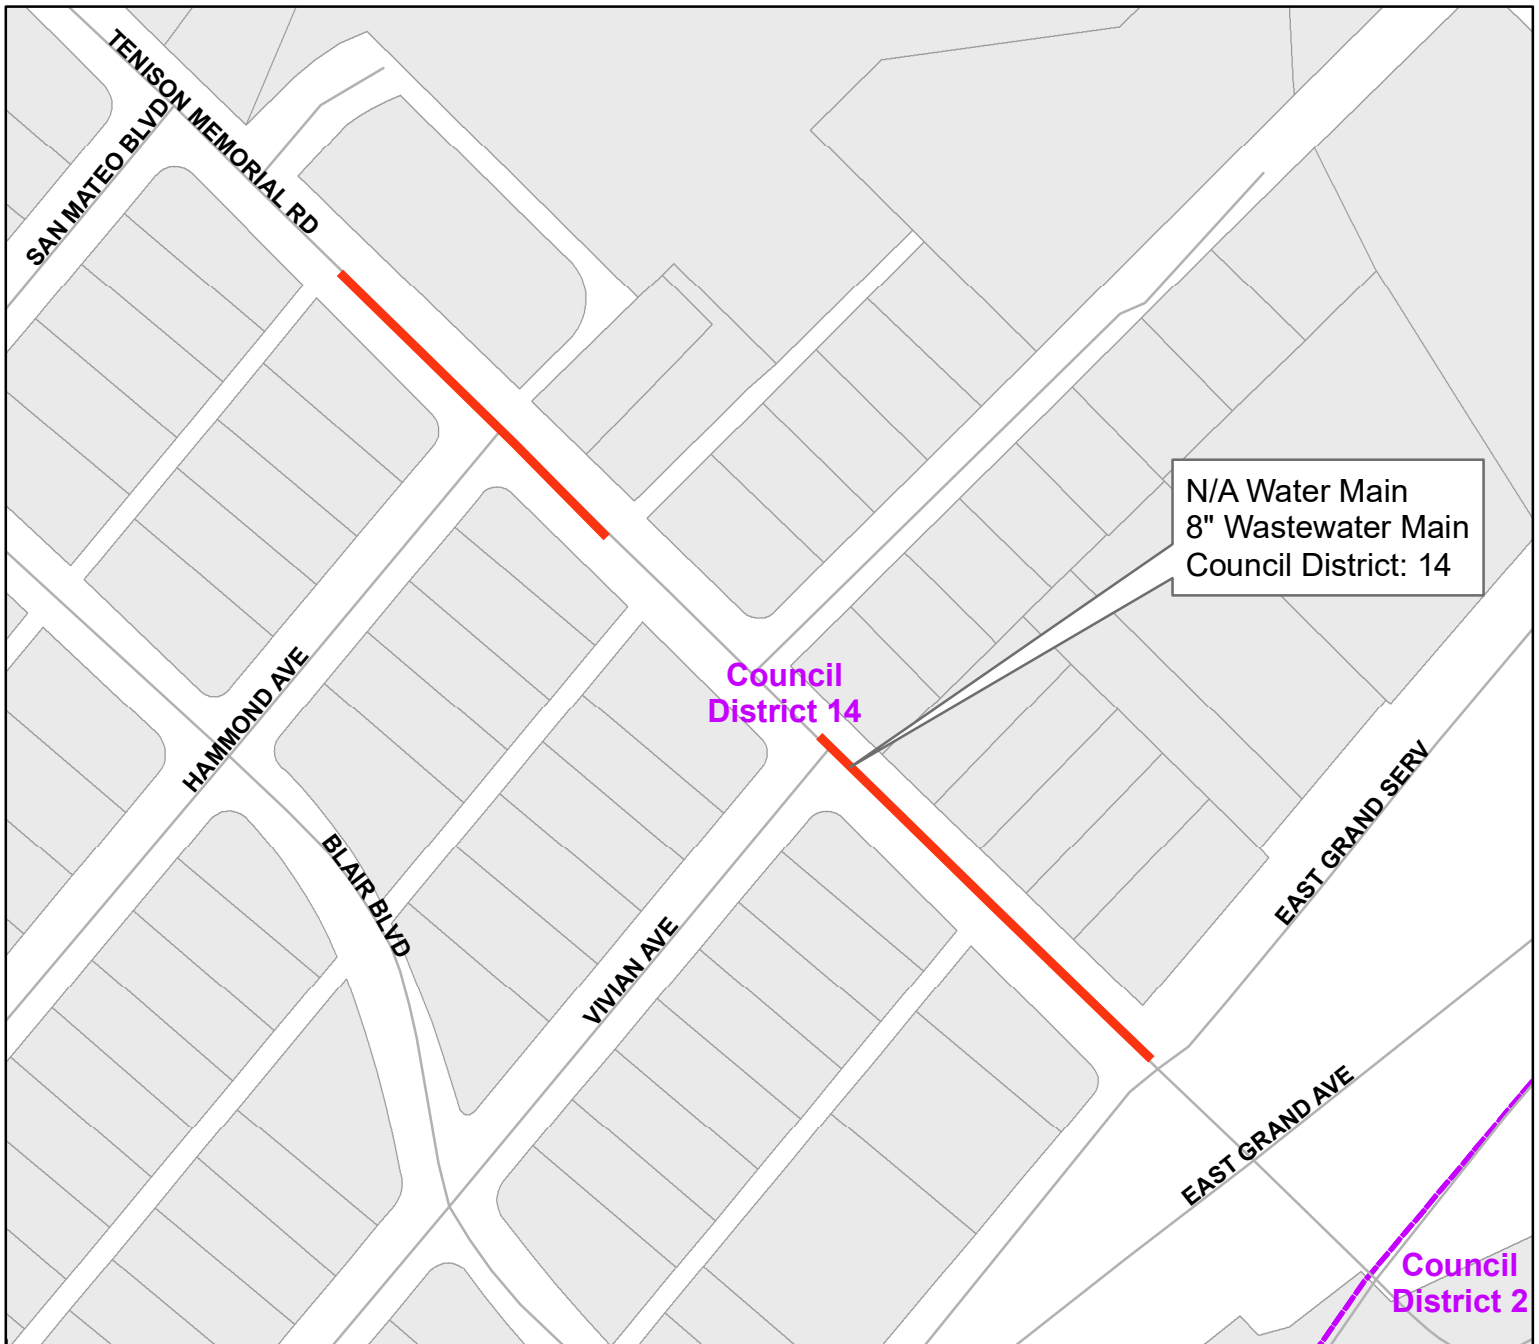 TENISON MEMORIAL RD
SAN MATEO BLVD
N/A Water Main
8" Wastewater Main
Council District: 14
HAMMOND AVE
Council
District 14
EAST GRAND SERV
BLAIR BLVD
VIVIAN AVE
EAST GRAND AVE
Council
District 2